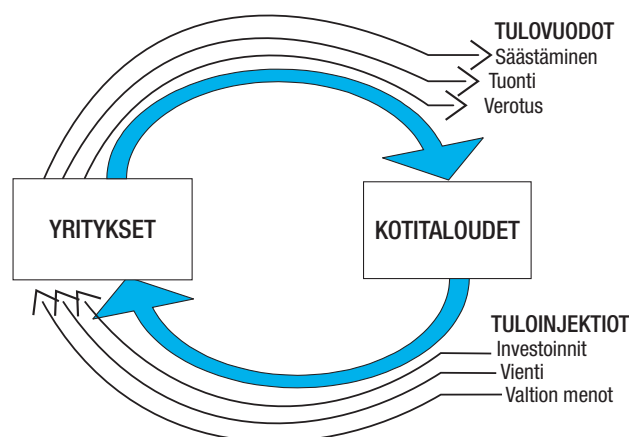 TULOVUODOT
Säästäminen
Tuonti
Verotus
YRITYKSET
KOTITALOUDET
TULOINJEKTIOT
Investoinnit
Vienti
Valtion menot